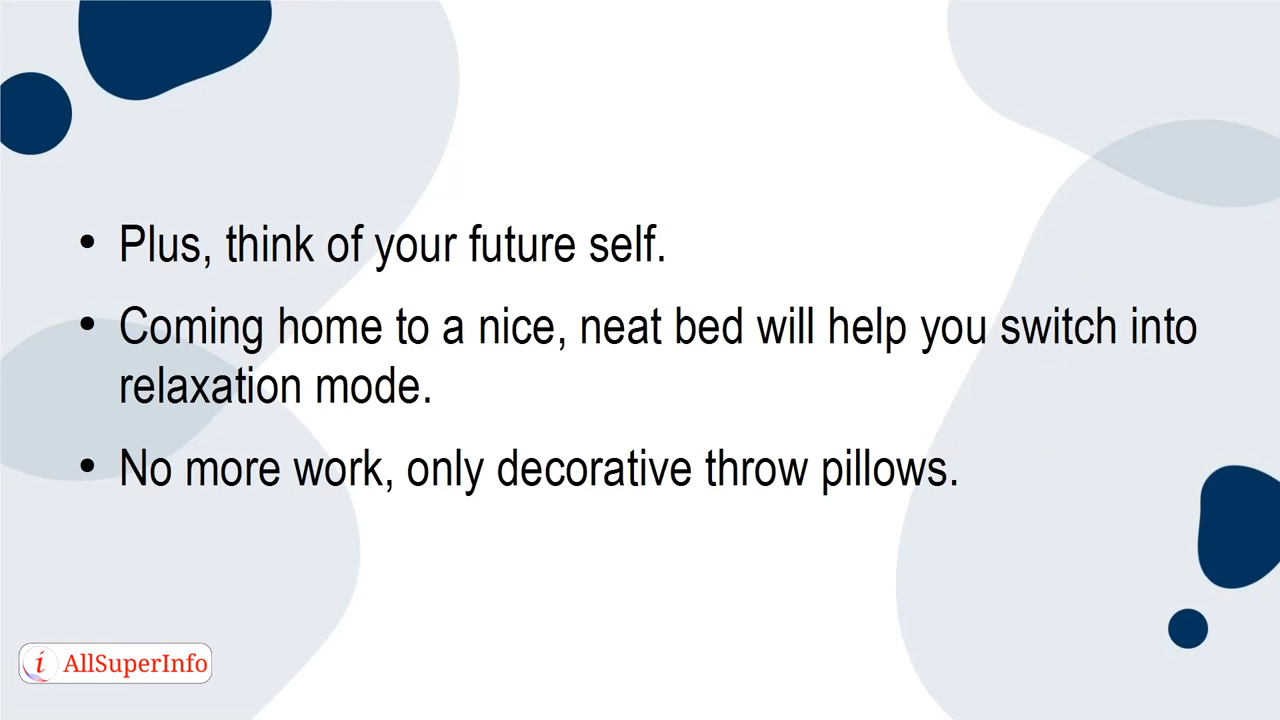 • Plus, think of your future self.
• Coming home to a nice, neat bed will help you switch into
relaxation mode.
• No more work, only decorative throw pillows.
i AllSuperInfo